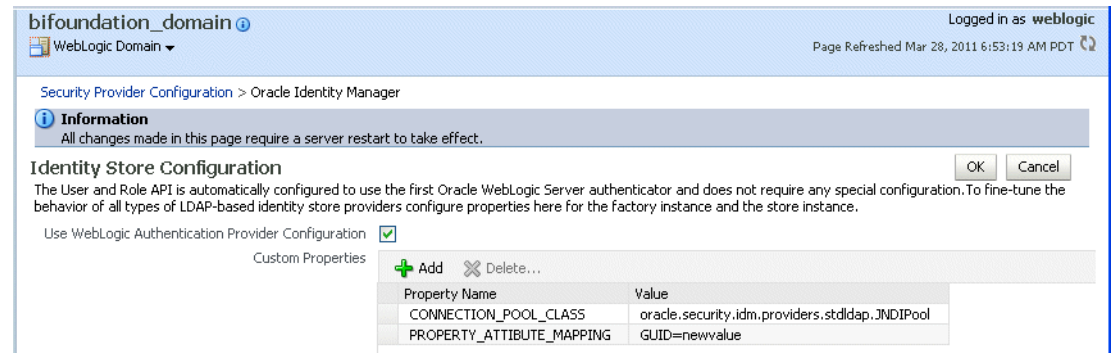 bifoundation_domain
Logged in as weblogic
WebLogic Domain
Page Refreshed Mar 28, 2011 6:53:19 AM PDT
Security Provider Configuration > Oracle Identity Manager
Information
All changes made in this page require a server restart to take effect.
Identity Store Configuration
OK Cancel
The User and Role API is automatically configured to use the first Oracle WebLogic Server authenticator and does not require any special configuration.To fine-tune the
behavior of all types of LDAP-based identity store providers configure properties here for the factory instance and the store instance.
Use WebLogic Authentication Provider Configuration
Custom Properties
Add Delete...
Property Name Value
CONNECTION_POOL_CLASS oracle.security.idm.providers.stdldap.JNDIPool
PROPERTY_ATTIBUTE_MAPPING GUID=newvalue